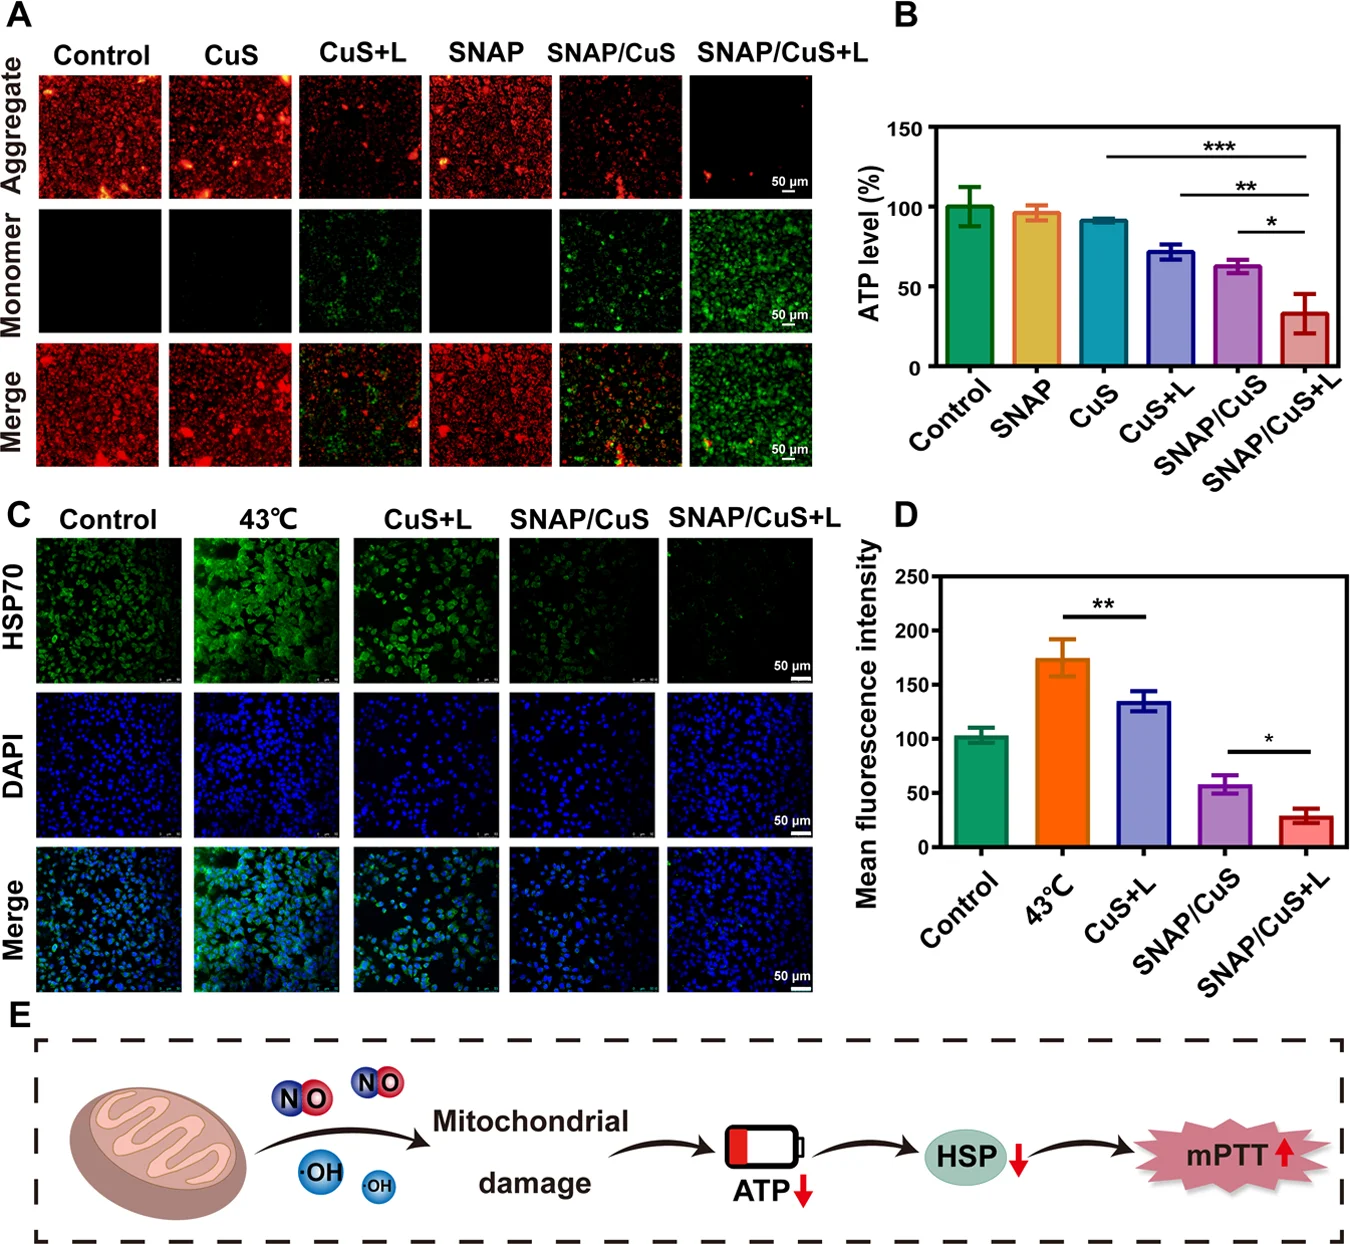 A
Control
CuS
CuS+L
SNAP
SNAP/CuS
SNAP/CuS+L
Aggregate
50 μm
Monomer
50 μm
Merge
50 μm
B
ATP level (%)
150
100
50
0
***
**
*
Control
SNAP
CuS
CuS+L
SNAP/CuS
SNAP/CuS+L
C
Control
43℃
CuS+L
SNAP/CuS
SNAP/CuS+L
HSP70
50 μm
DAPI
50 μm
Merge
50 μm
D
Mean fluorescence intensity
250
200
150
100
50
0
**
*
Control
43℃
CuS+L
SNAP/CuS
SNAP/CuS+L
E
NO
NO
·OH
·OH
Mitochondrial
damage
ATP
HSP
mPTT